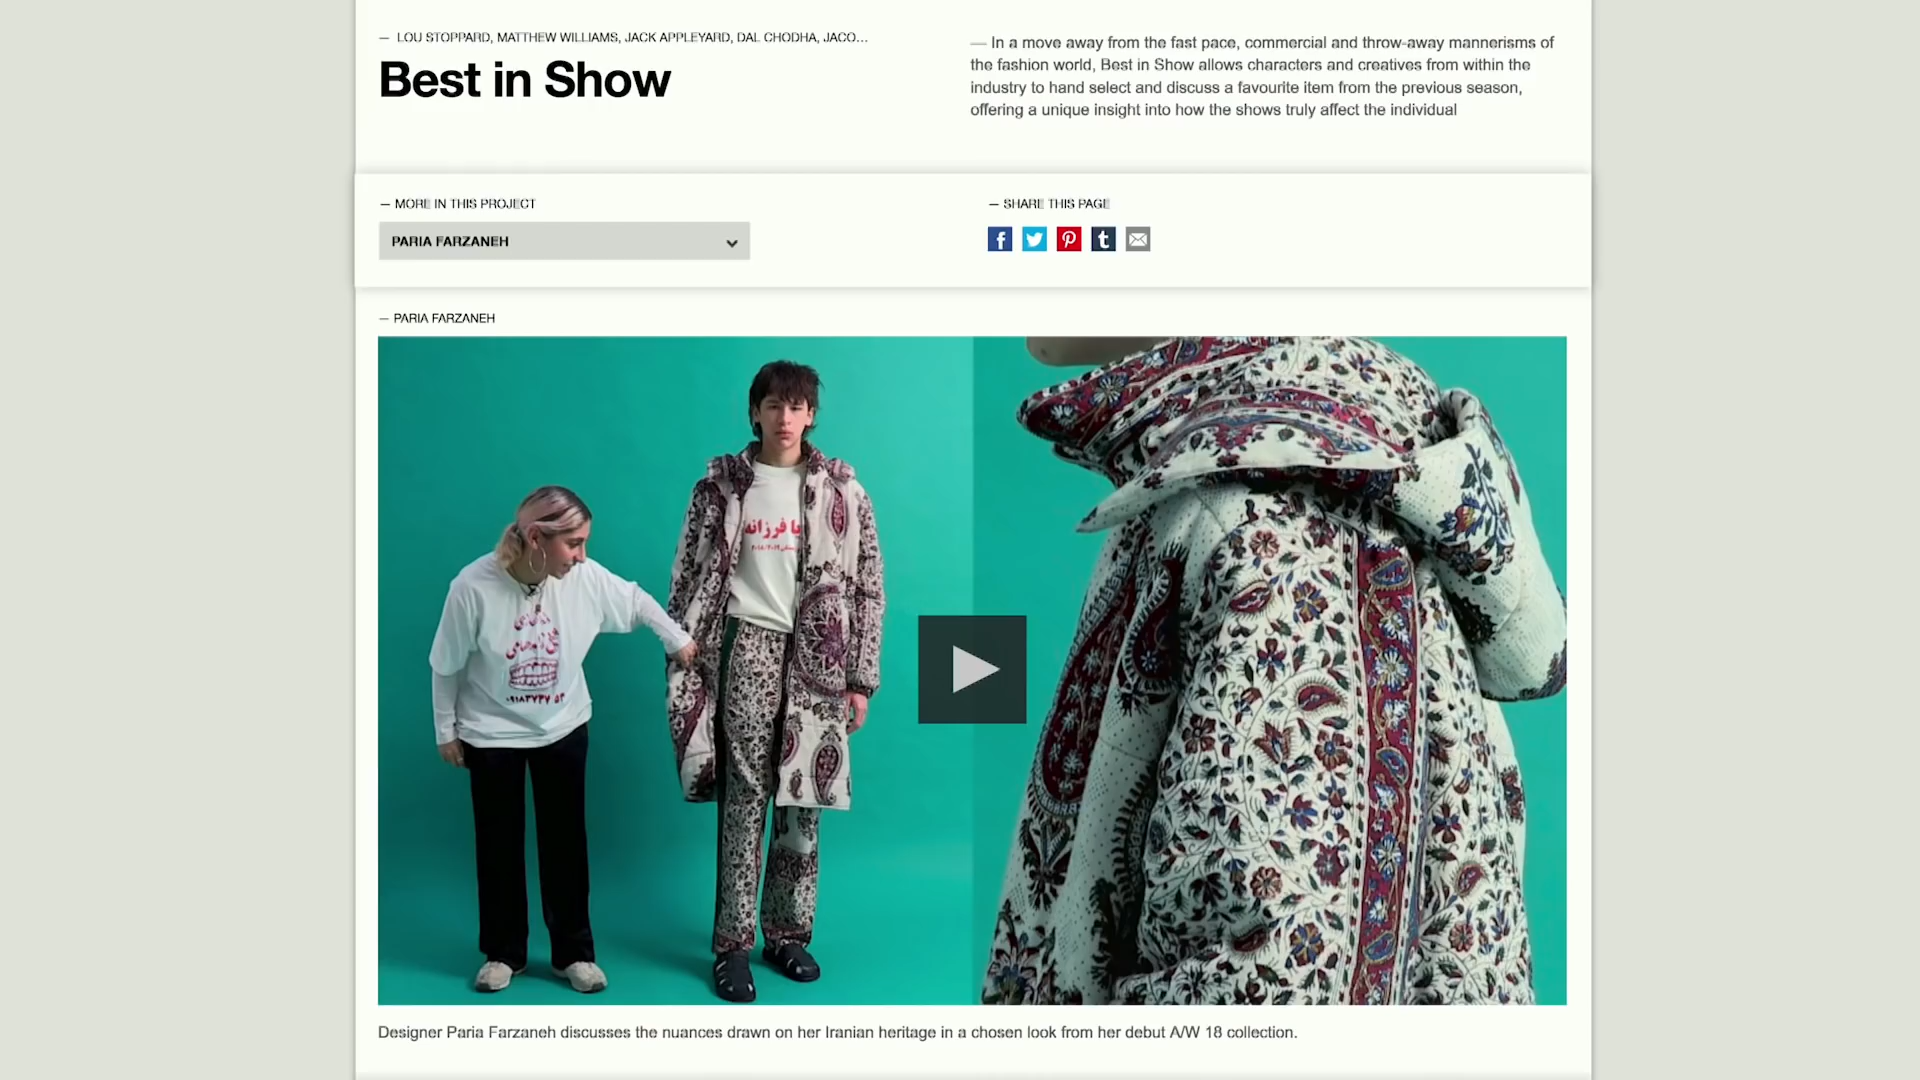 — LOU STOPPARD, MATTHEW WILLIAMS, JACK APPLEYARD, DAL CHODHA, JACO...
Best in Show
— In a move away from the fast pace, commercial and throw-away mannerisms of
the fashion world, Best in Show allows characters and creatives from within the
industry to hand select and discuss a favourite item from the previous season,
offering a unique insight into how the shows truly affect the individual
— MORE IN THIS PROJECT
PARIA FARZANEH
— SHARE THIS PAGE
— PARIA FARZANEH
فرزانه
Designer Paria Farzaneh discusses the nuances drawn on her Iranian heritage in a chosen look from her debut A/W 18 collection.